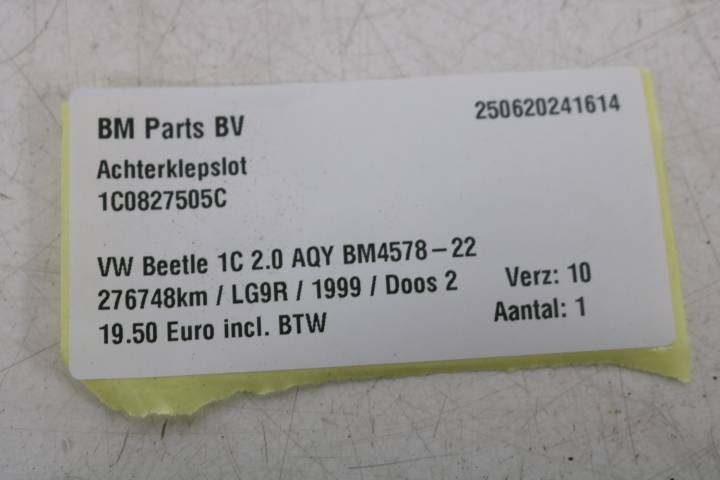 BM Parts BV
250620241614
Achterklepslot
1C0827505C
VW Beetle 1C 2.0 AQY BM4578-22
276748km / LG9R / 1999 / Doos 2
Verz: 10
19.50 Euro incl. BTW
Aantal: 1